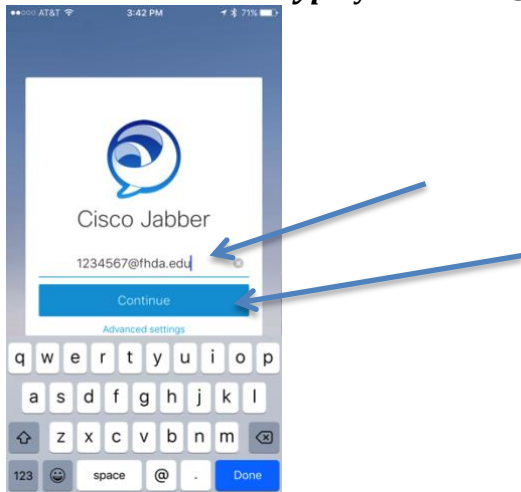 AT&T 3:42 PM 71%
Cisco Jabber
1234567@fhda.edu
Continue
Advanced settings
q w e r t y u i o p
a s d f g h j k l
z x c v b n m
123 space @ . Done